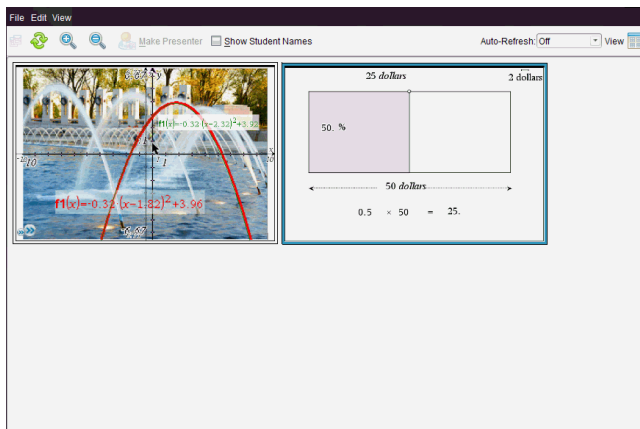 File Edit View
Make Presenter Show Student Names Auto-Refresh: Off View
6.67 y
f1(x)=-0.32·(x-2.32)²+3.92
-10 1 1
f1(x)=-0.32·(x-1.82)²+3.96
-6.67
25 dollars 2 dollars
50. %
50 dollars
0.5 × 50 = 25.